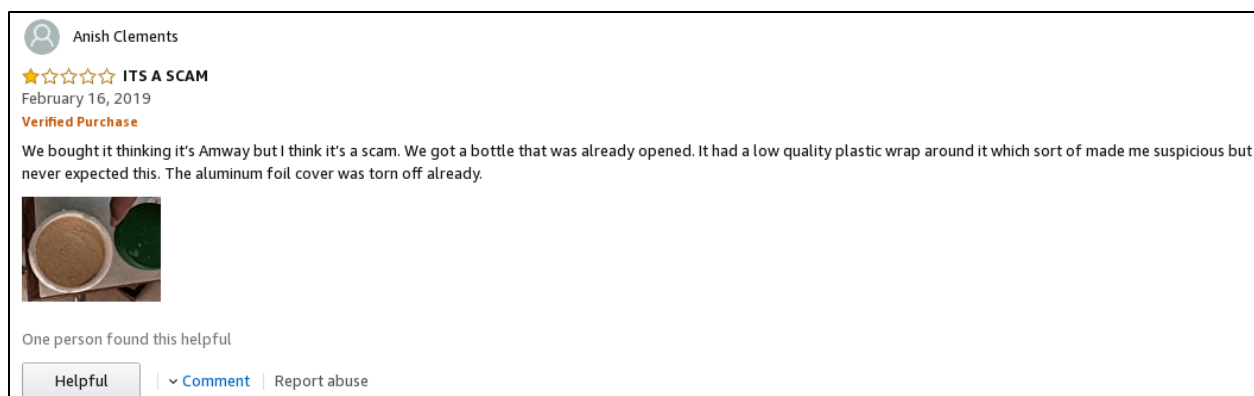 Anish Clements
ITS A SCAM
February 16, 2019
Verified Purchase
We bought it thinking it's Amway but I think it's a scam. We got a bottle that was already opened. It had a low quality plastic wrap around it which sort of made me suspicious but
never expected this. The aluminum foil cover was torn off already.
One person found this helpful
Helpful
Comment
Report abuse